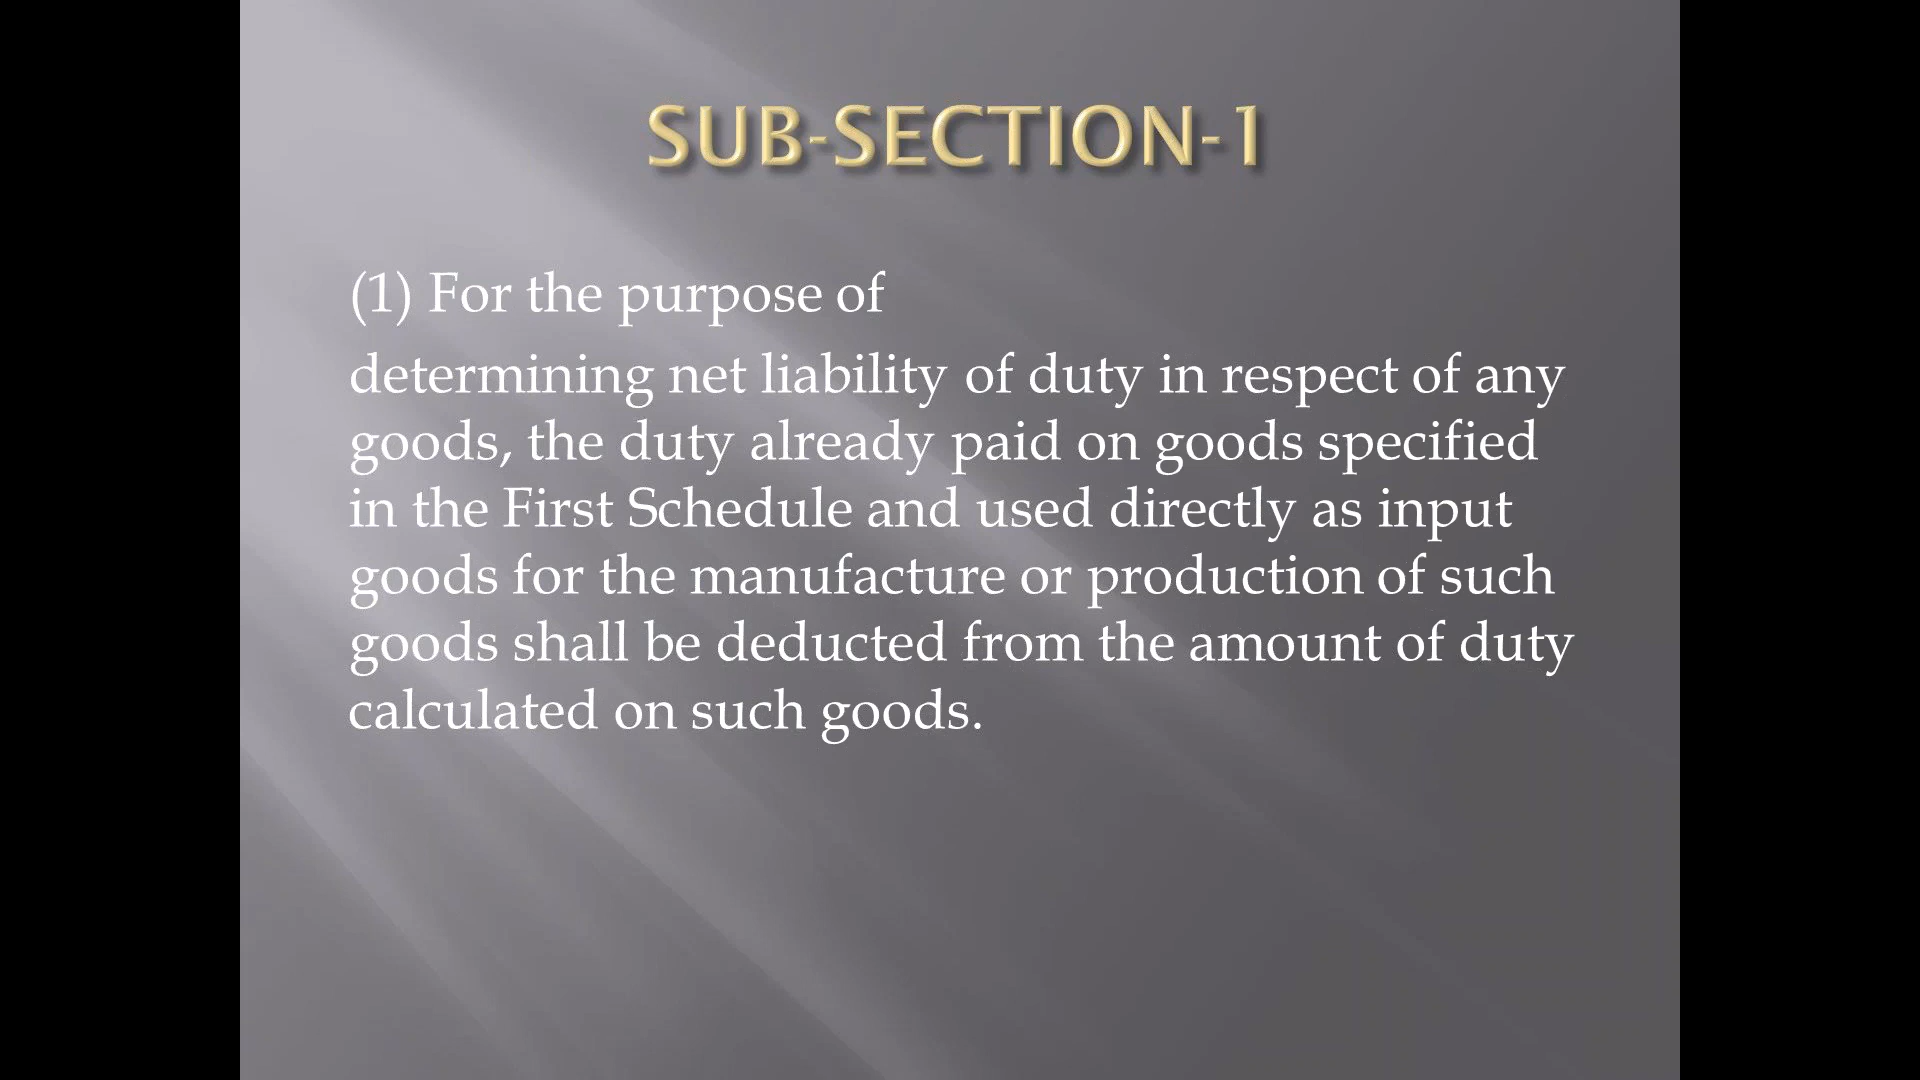 SUB-SECTION-1
(1) For the purpose of
determining net liability of duty in respect of any
goods, the duty already paid on goods specified
in the First Schedule and used directly as input
goods for the manufacture or production of such
goods shall be deducted from the amount of duty
calculated on such goods.